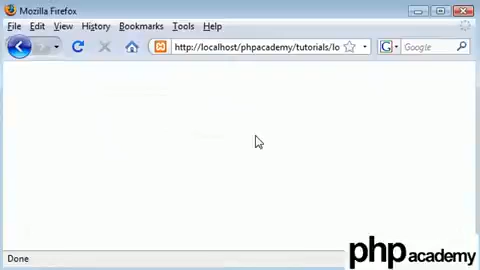 Mozilla Firefox
File Edit View History Bookmarks Tools Help
http://localhost/phpacademy/tutorials/lo
Google
Done
phpacademy